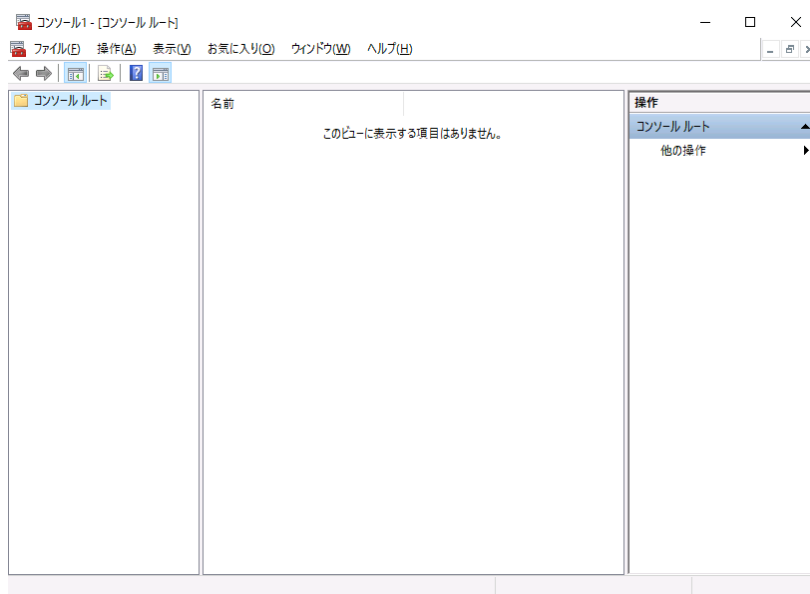 コンソール1 - [コンソール ルート]
ファイル(F) 操作(A) 表示(V) お気に入り(O) ウィンドウ(W) ヘルプ(H)
コンソール ルート
名前
このビューに表示する項目はありません。
操作
コンソール ルート
他の操作